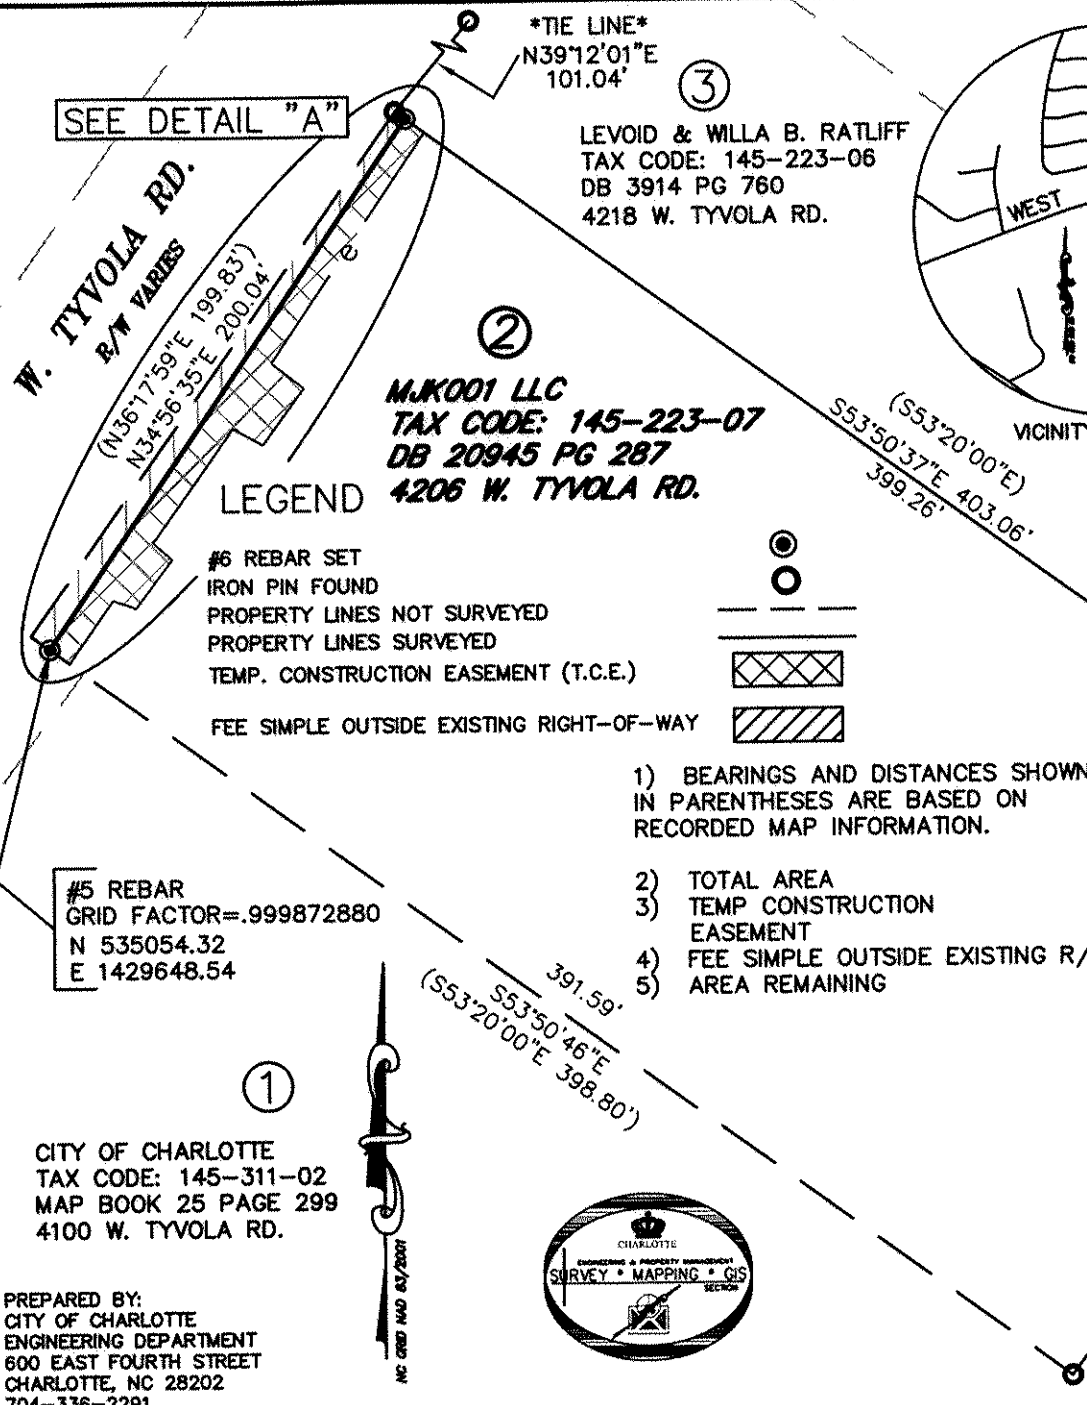 *TIE LINE*
N39°12'01"E
101.04'
SEE DETAIL "A"
3
LEVOID & WILLA B. RATLIFF
TAX CODE: 145-223-06
DB 3914 PG 760
4218 W. TYVOLA RD.
WEST
VICINITY
W. TYVOLA RD.
R/W VARIES
(N36°17'59"E 199.83')
N34°56'35"E 200.04'
e
2
MJK001 LLC
TAX CODE: 145-223-07
DB 20945 PG 287
4206 W. TYVOLA RD.
(S53°20'00"E)
S53°50'37"E 403.06'
399.26'
LEGEND
#6 REBAR SET
IRON PIN FOUND
PROPERTY LINES NOT SURVEYED
PROPERTY LINES SURVEYED
TEMP. CONSTRUCTION EASEMENT (T.C.E.)
FEE SIMPLE OUTSIDE EXISTING RIGHT-OF-WAY
1) BEARINGS AND DISTANCES SHOWN
IN PARENTHESES ARE BASED ON
RECORDED MAP INFORMATION.
2) TOTAL AREA
3) TEMP CONSTRUCTION
EASEMENT
4) FEE SIMPLE OUTSIDE EXISTING R/
5) AREA REMAINING
#5 REBAR
GRID FACTOR=.999872880
N 535054.32
E 1429648.54
391.59'
S53°50'46"E
(S53°20'00"E 398.80')
1
CITY OF CHARLOTTE
TAX CODE: 145-311-02
MAP BOOK 25 PAGE 299
4100 W. TYVOLA RD.
NC GRID NAD 83/2001
CHARLOTTE
ENGINEERING & PROPERTY MANAGEMENT
SURVEY * MAPPING * GIS
SECTION
PREPARED BY:
CITY OF CHARLOTTE
ENGINEERING DEPARTMENT
600 EAST FOURTH STREET
CHARLOTTE, NC 28202
704-336-2291